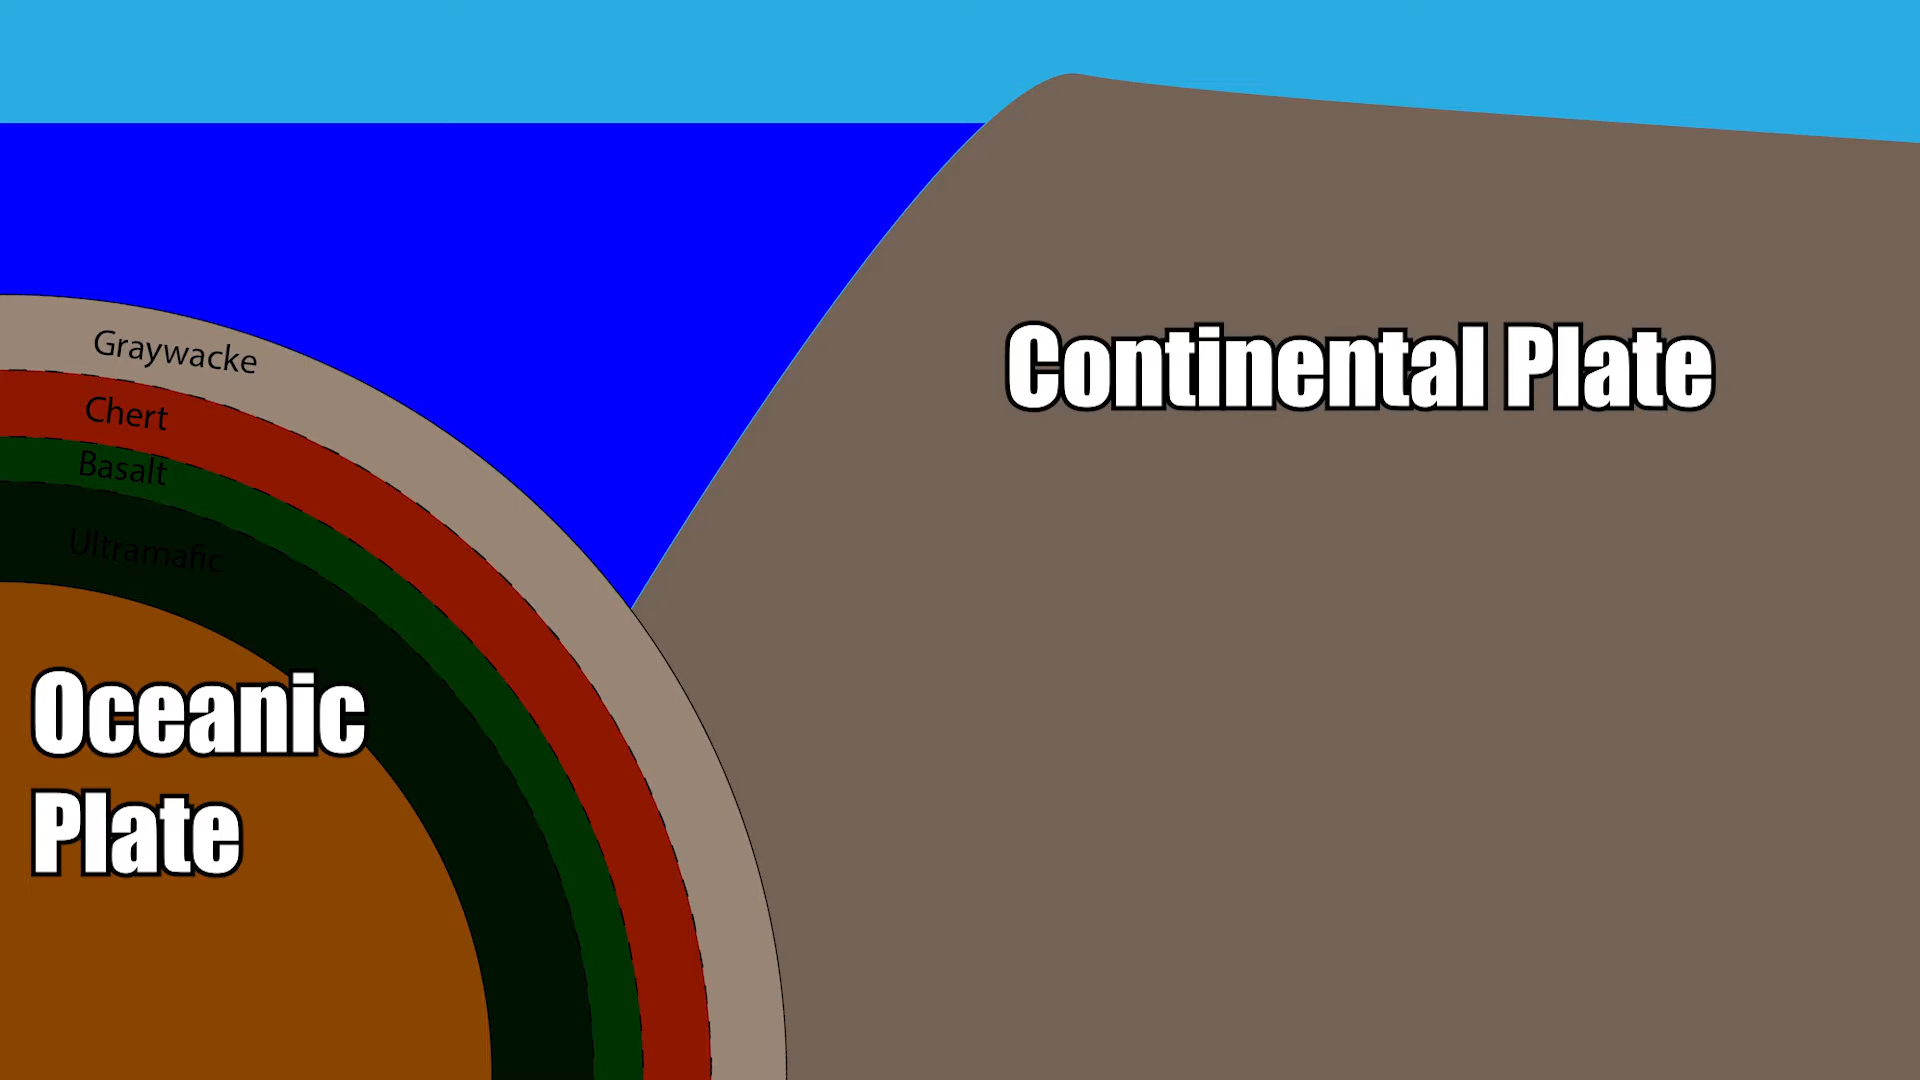 Graywacke
Chert
Basalt
Ultramafic
Continental Plate
Oceanic
Plate